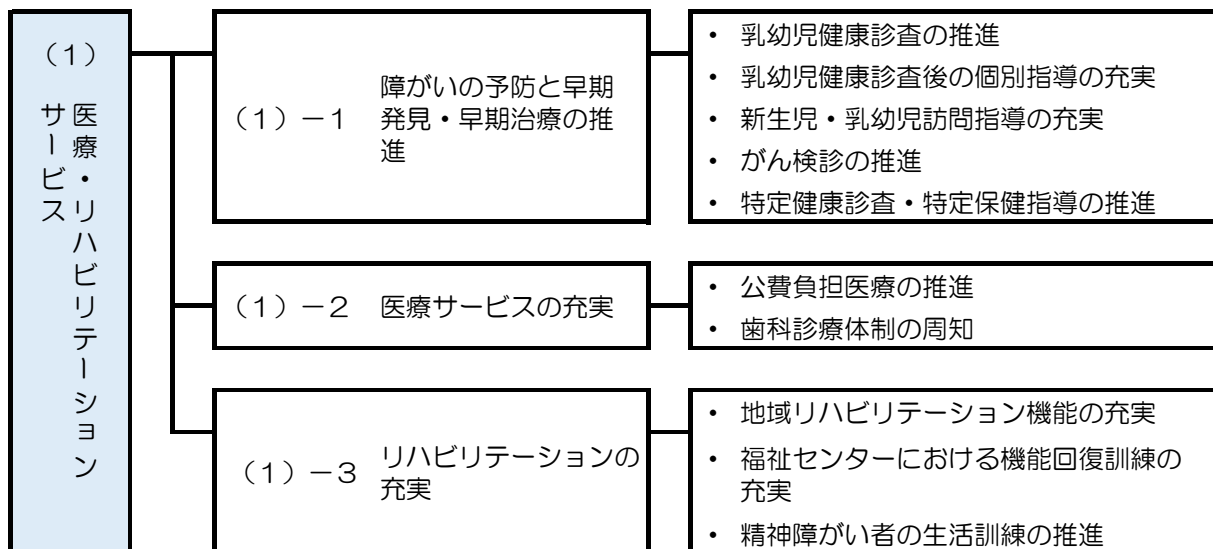 （１）
医療・リハビリテーション
サービス
（１）－１
障がいの予防と早期
発見・早期治療の推
進
・ 乳幼児健康診査の推進
・ 乳幼児健康診査後の個別指導の充実
・ 新生児・乳幼児訪問指導の充実
・ がん検診の推進
・ 特定健康診査・特定保健指導の推進
（１）－２ 医療サービスの充実
・ 公費負担医療の推進
・ 歯科診療体制の周知
（１）－３
リハビリテーションの
充実
・ 地域リハビリテーション機能の充実
・ 福祉センターにおける機能回復訓練の
充実
・ 精神障がい者の生活訓練の推進